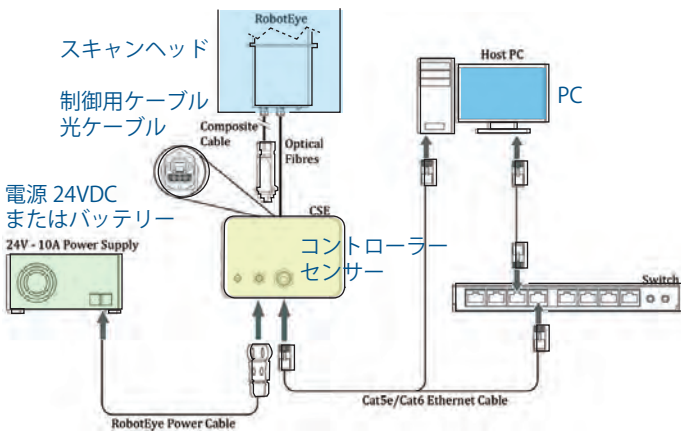 RobotEye
スキャンヘッド
Host PC
制御用ケーブル
光ケーブル
PC
Composite
Cable
Optical
Fibres
電源 24VDC
またはバッテリー
CSE
24V - 10A Power Supply
コントローラー
センサー
Switch
Cat5e/Cat6 Ethernet Cable
RobotEye Power Cable